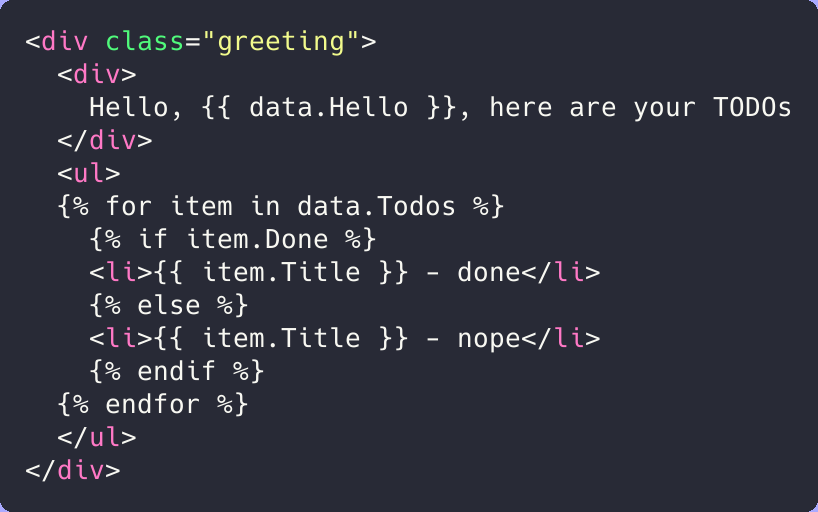 <div class="greeting">
  <div>
    Hello, {{ data.Hello }}, here are your TODOs
  </div>
  <ul>
  {% for item in data.Todos %}
    {% if item.Done %}
    <li>{{ item.Title }} - done</li>
    {% else %}
    <li>{{ item.Title }} - nope</li>
    {% endif %}
  {% endfor %}
  </ul>
</div>